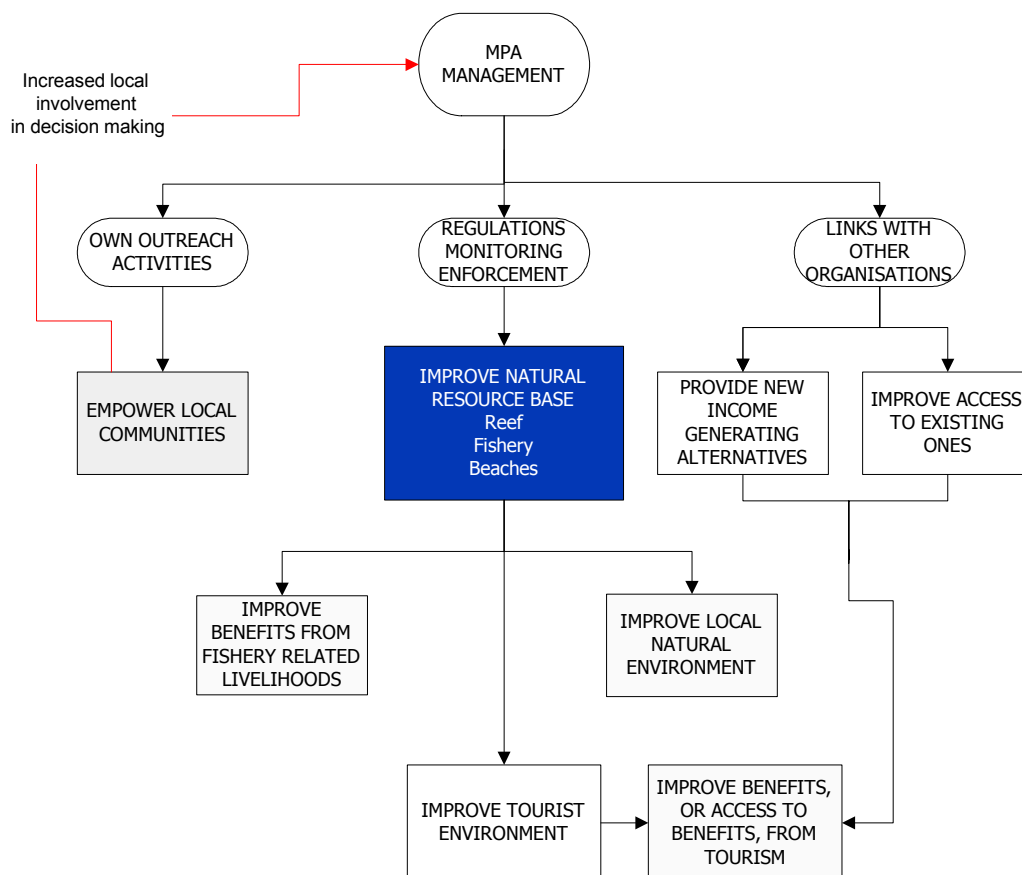 MPA
MANAGEMENT
Increased local
involvement
in decision making
OWN OUTREACH
ACTIVITIES
REGULATIONS
MONITORING
ENFORCEMENT
LINKS WITH
OTHER
ORGANISATIONS
EMPOWER LOCAL
COMMUNITIES
IMPROVE NATURAL
RESOURCE BASE
Reef
Fishery
Beaches
PROVIDE NEW
INCOME
GENERATING
ALTERNATIVES
IMPROVE ACCESS
TO EXISTING
ONES
IMPROVE
BENEFITS FROM
FISHERY RELATED
LIVELIHOODS
IMPROVE LOCAL
NATURAL
ENVIRONMENT
IMPROVE TOURIST
ENVIRONMENT
IMPROVE BENEFITS,
OR ACCESS TO
BENEFITS, FROM
TOURISM